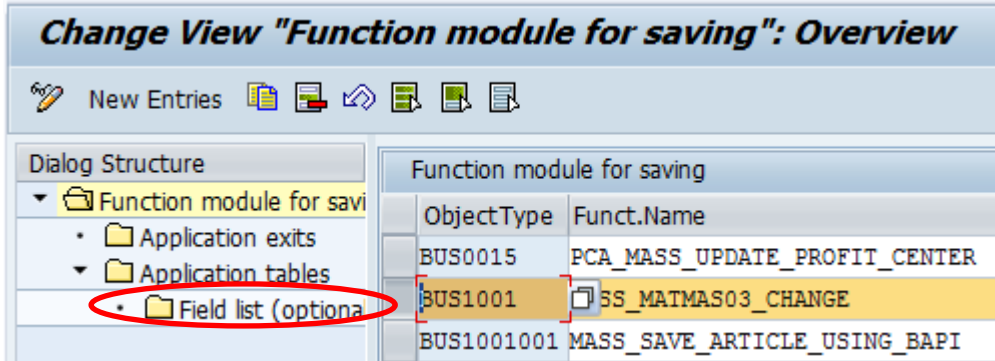 Change View "Function module for saving": Overview
New Entries
Dialog Structure
Function module for savi
Application exits
Application tables
Field list (optiona
Function module for saving
ObjectType Funct.Name
BUS0015 PCA_MASS_UPDATE_PROFIT_CENTER
BUS1001 SS_MATMAS03_CHANGE
BUS1001001 MASS_SAVE_ARTICLE_USING_BAPI